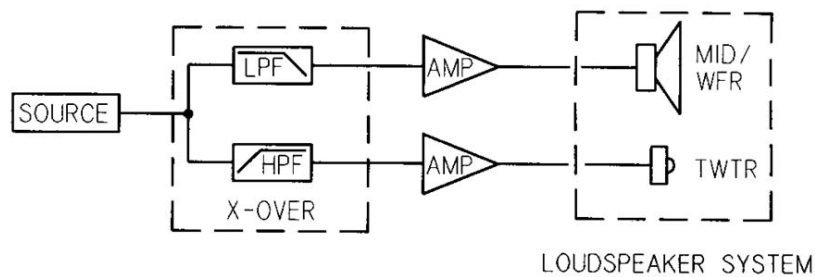 LPF
AMP
MID/
WFR
SOURCE
HPF
AMP
TWTR
X-OVER
LOUDSPEAKER SYSTEM